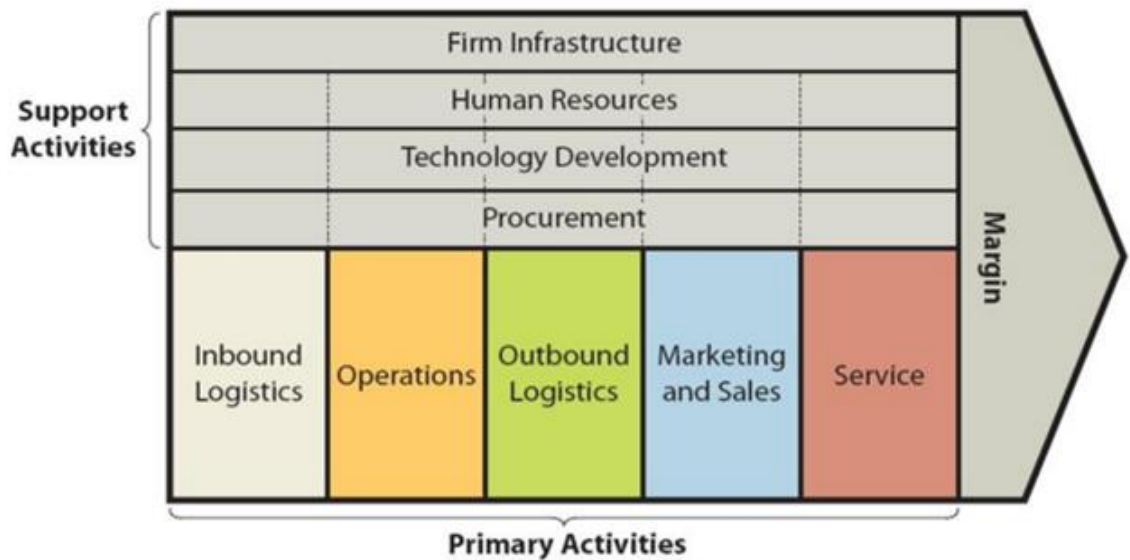 Firm Infrastructure
Support
Activities
Human Resources
Technology Development
Procurement
Margin
Inbound
Logistics
Operations
Outbound
Logistics
Marketing
and Sales
Service
Primary Activities